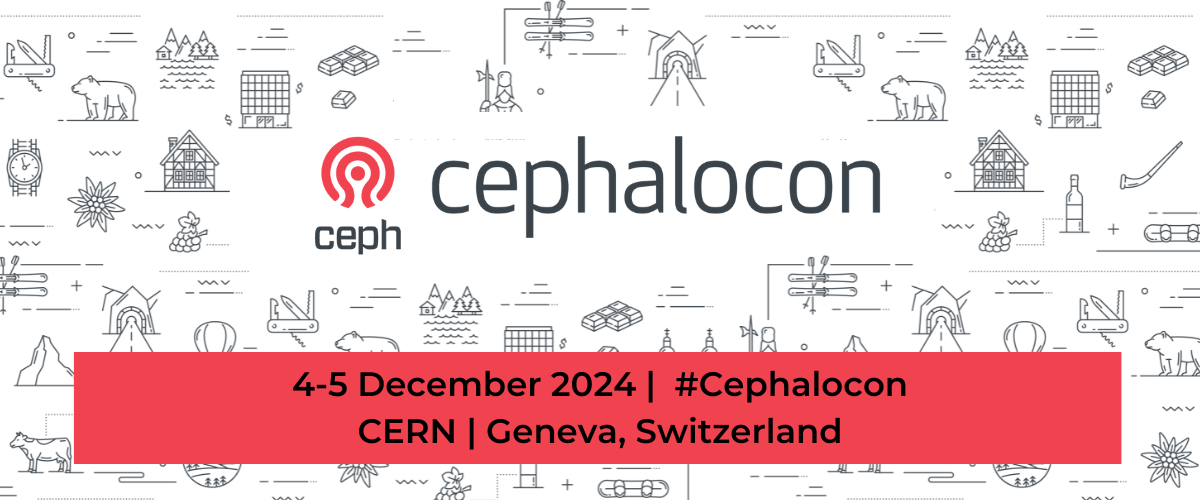 ceph
cephalocon
4-5 December 2024 | #Cephalocon
CERN | Geneva, Switzerland